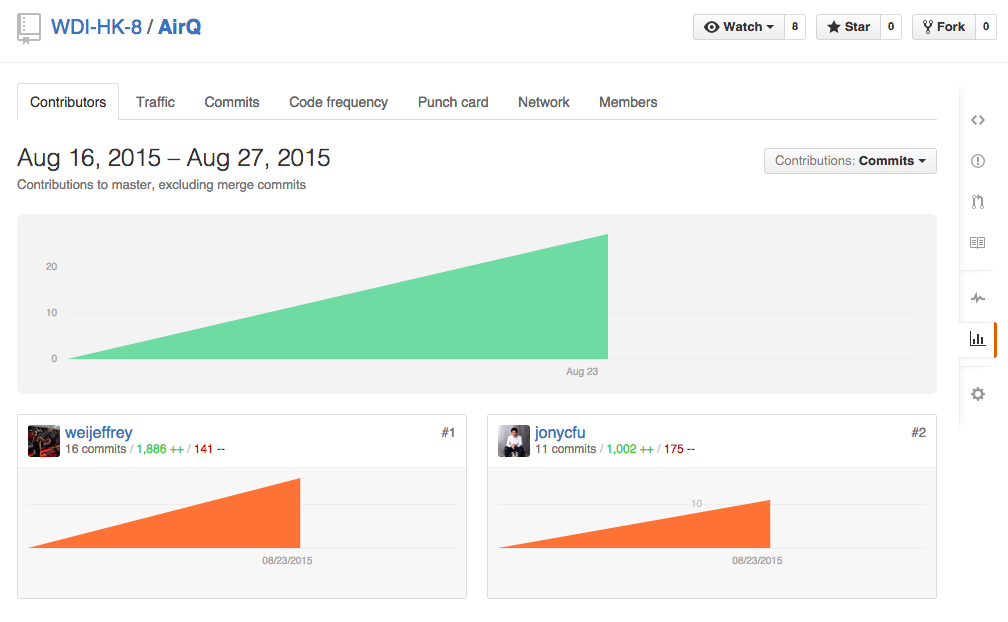 WDI-HK-8 / AirQ
Watch 8 Star 0 Fork 0
Contributors Traffic Commits Code frequency Punch card Network Members
Aug 16, 2015 – Aug 27, 2015
Contributions: Commits
Contributions to master, excluding merge commits
20
10
0
Aug 23
weijeffrey #1
16 commits / 1,886 ++ / 141 --
08/23/2015
jonycfu #2
11 commits / 1,002 ++ / 175 --
10
08/23/2015